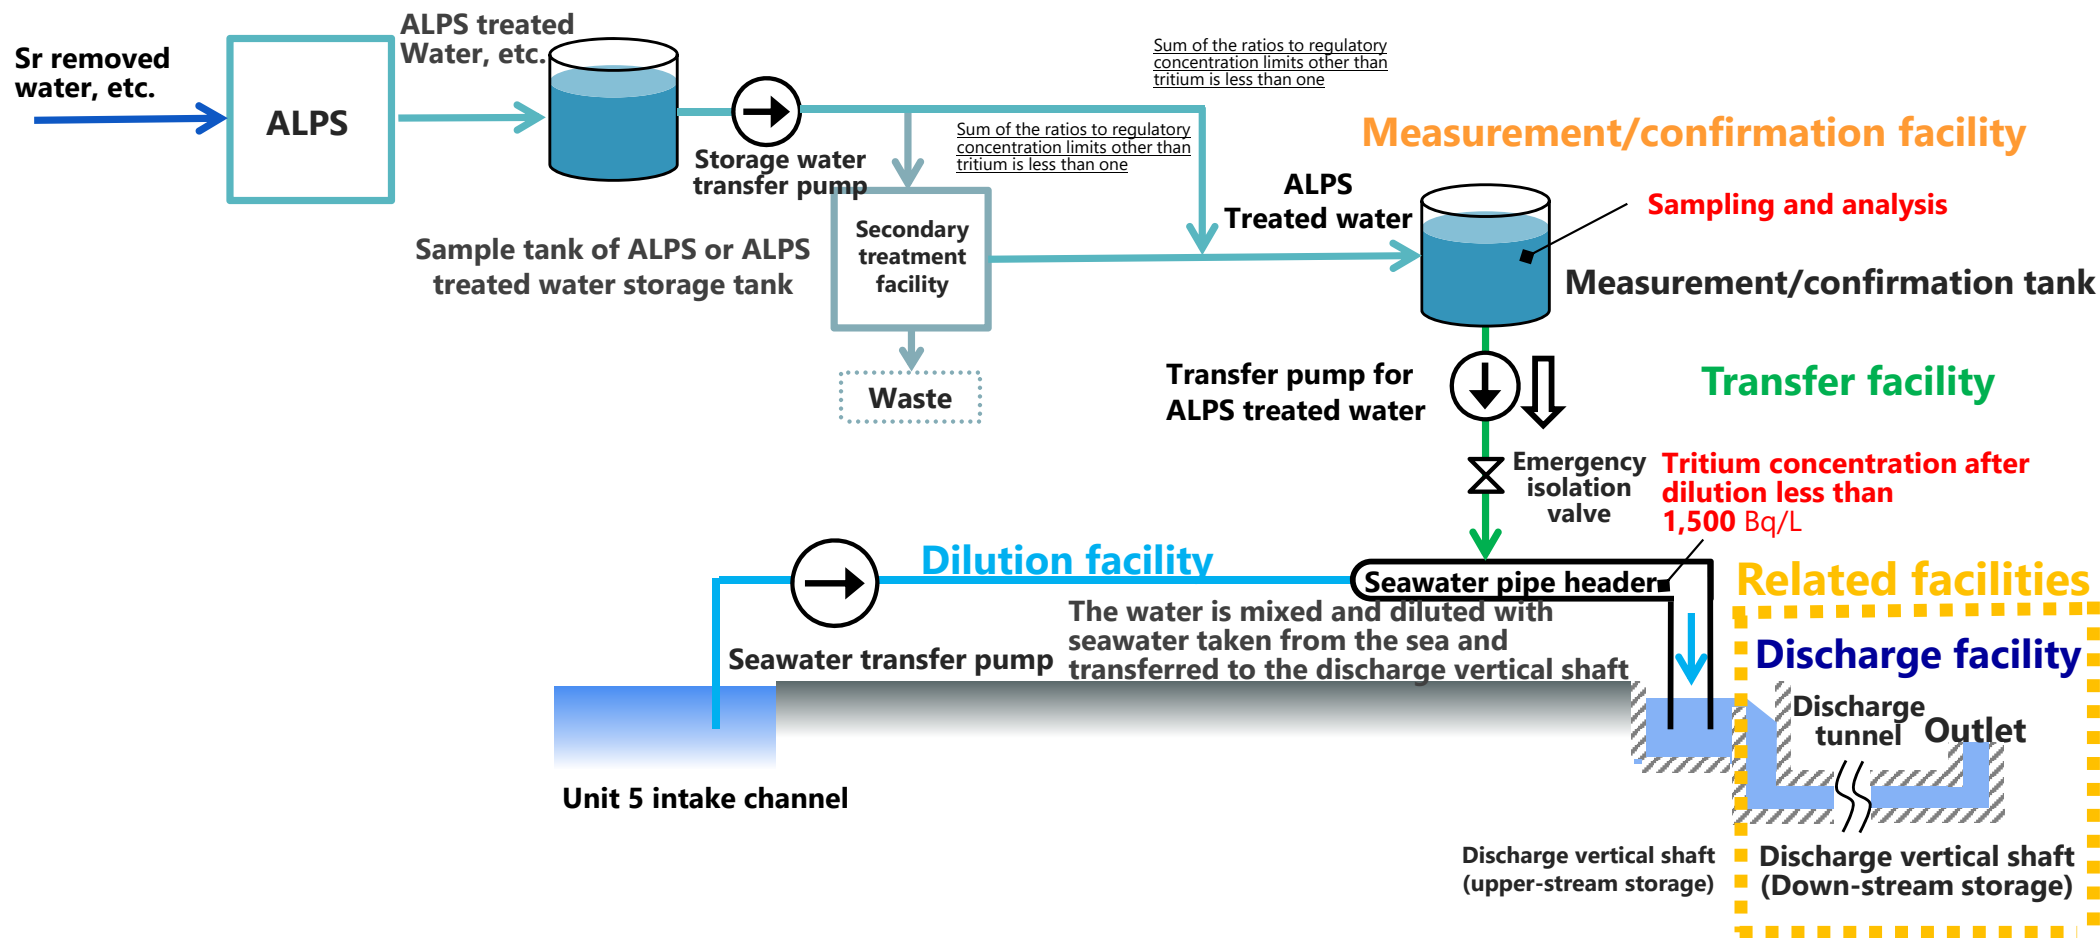 Sr removed
water, etc.
ALPS
ALPS treated
Water, etc.
Storage water
transfer pump
Sample tank of ALPS or ALPS
treated water storage tank
Sum of the ratios to regulatory
concentration limits other than
tritium is less than one
Sum of the ratios to regulatory
concentration limits other than
tritium is less than one
Secondary
treatment
facility
Waste
ALPS
Treated water
Measurement/confirmation facility
Sampling and analysis
Measurement/confirmation tank
Transfer pump for
ALPS treated water
Transfer facility
Emergency
isolation
valve
Tritium concentration after
dilution less than
1,500 Bq/L
Dilution facility
Seawater pipe header
Seawater transfer pump
The water is mixed and diluted with
seawater taken from the sea and
transferred to the discharge vertical shaft
Unit 5 intake channel
Related facilities
Discharge facility
Discharge
tunnel
Outlet
Discharge vertical shaft
(upper-stream storage)
Discharge vertical shaft
(Down-stream storage)